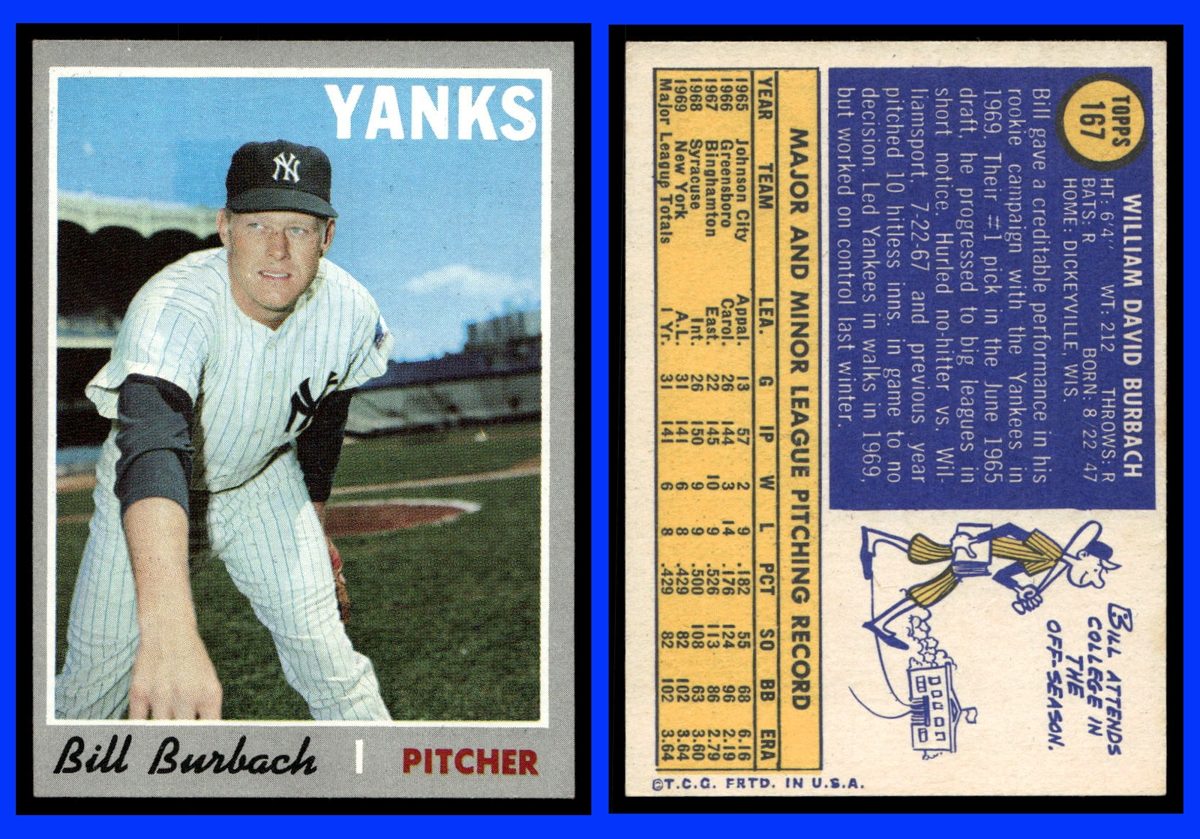 YANKS
NY
NY
Bill Burbach | PITCHER
TOPPS
167
WILLIAM DAVID BURBACH
HT: 6'4" WT: 212 THROWS: R
BATS: R BORN: 8 22 47
HOME: DICKEYVILLE, WIS.
Bill gave a creditable performance in his
rookie campaign with the Yankees in
1969. Their #1 pick in the June 1965
draft, he progressed to big leagues in
short notice. Hurled no-hitter vs. Wil-
liamsport, 7-22-67 and previous year
pitched 10 hitless inns. in game to no
decision. Led Yankees in walks in 1969,
but worked on control last winter.
BILL ATTENDS
COLLEGE IN
THE
OFF-SEASON.
MAJOR AND MINOR LEAGUE PITCHING RECORD
YEAR TEAM LEA G IP W L PCT SO BB ERA
1965 Johnson City Appal. 13 57 2 9 .182 55 68 6.16
1966 Greensboro Carol. 26 144 3 14 .176 124 96 2.19
1967 Binghamton East. 22 145 10 9 .526 113 86 2.79
1968 Syracuse Int. 26 150 9 9 .500 108 63 3.60
1969 New York A.L. 31 141 6 8 .429 82 102 3.64
Major League Totals 1 Yr. 31 141 6 8 .429 82 102 3.64
©T.C.G. PRTD. IN U.S.A.